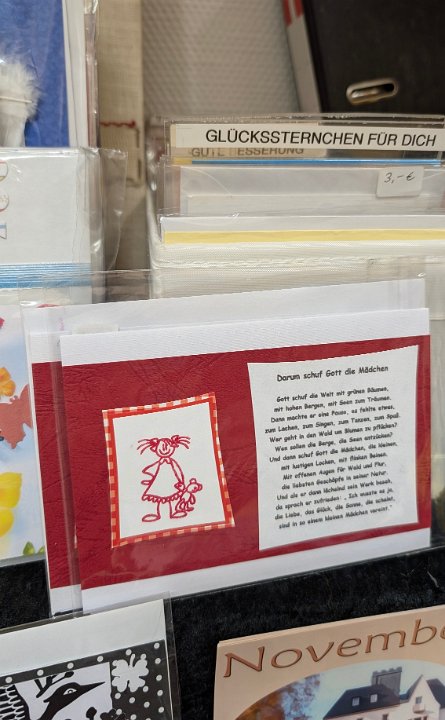 GLÜCKSSTERNCHEN FÜR DICH
GUTE BESSERUNG
3,-€
Darum schuf Gott die Mädchen
Gott schuf die Welt mit grünen Bäumen,
mit hohen Bergen, mit Seen zum Träumen.
Dann machte er eine Pause, es fehlte etwas,
zum Lachen, zum Singen, zum Tanzen, zum Spaß.
Wer geht in den Wald um Blumen zu pflücken?
Was sollen die Berge, die Seen entzücken?
Und dann schuf Gott die Mädchen, die kleinen,
mit lustigen Locken, mit flinken Beinen.
Mit offenen Augen für Wald und Flur,
die liebsten Geschöpfe in seiner Natur.
Und als er dann lächelnd sein Werk besah,
da sprach er zufrieden: „Ich wusste es ja,
die Liebe, das Glück, die Sonne, die scheint,
sind in so einem kleinen Mädchen vereint."
Novembe